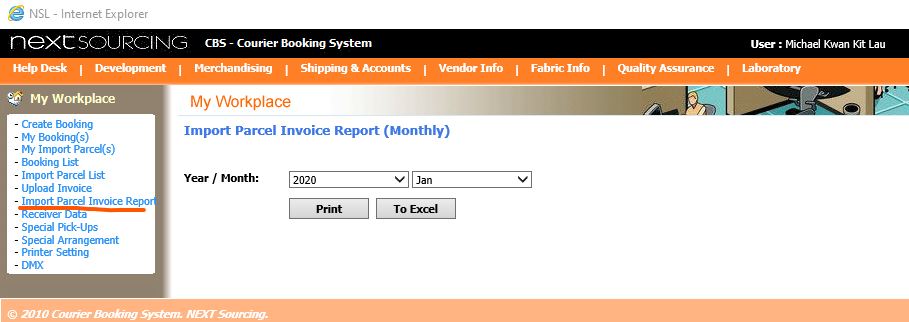 NSL - Internet Explorer
nextsourcing CBS - Courier Booking System User : Michael Kwan Kit Lau
Help Desk | Development | Merchandising | Shipping & Accounts | Vendor Info | Fabric Info | Quality Assurance | Laboratory
My Workplace
- Create Booking
- My Booking(s)
- My Import Parcel(s)
- Booking List
- Import Parcel List
- Upload Invoice
- Import Parcel Invoice Report
- Receiver Data
- Special Pick-Ups
- Special Arrangement
- Printer Setting
- DMX
My Workplace
Import Parcel Invoice Report (Monthly)
Year / Month: 2020 Jan
Print To Excel
© 2010 Courier Booking System. NEXT Sourcing.